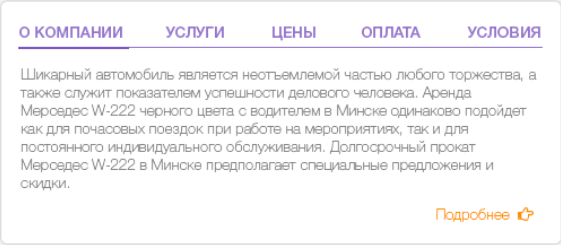 О КОМПАНИИ УСЛУГИ ЦЕНЫ ОПЛАТА УСЛОВИЯ
Шикарный автомобиль является неотъемлемой частью любого торжества, а
также служит показателем успешности делового человека. Аренда
Мерседес W-222 черного цвета с водителем в Минске одинаково подойдет
как для почасовых поездок при работе на мероприятиях, так и для
постоянного индивидуального обслуживания. Долгосрочный прокат
Мерседес W-222 в Минске предполагает специальные предложения и
скидки.
Подробнее